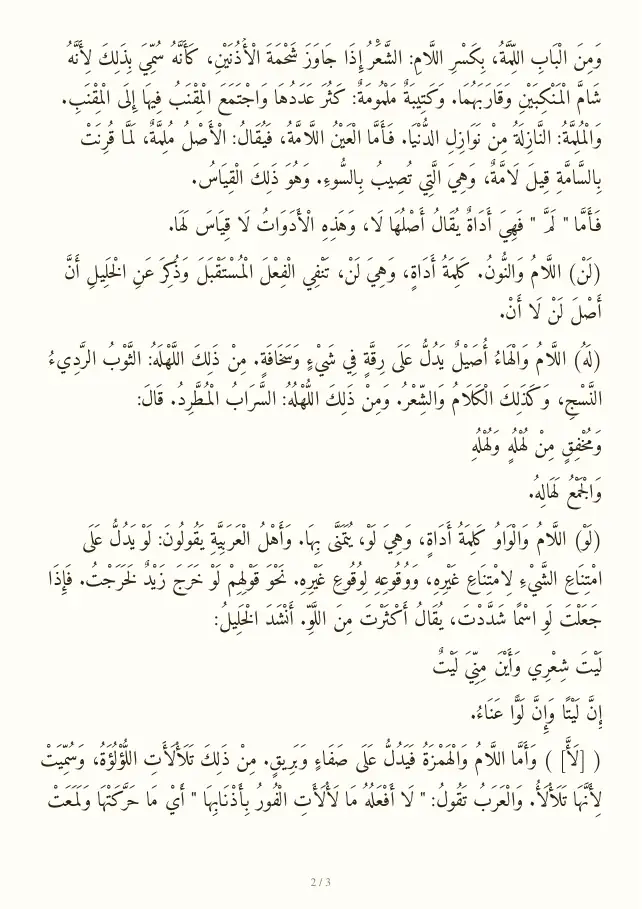 وَمِنَ الْبَابِ اللِّمَّةُ، بِكَسْرِ اللَّامِ: الشَّعْرُ إِذَا جَاوَزَ شَحْمَةَ الْأُذُنَيْنِ، كَأَنَّهُ سُمِّيَ بِذَلِكَ لِأَنَّهُ
شَامَّ الْمَنْكِبَيْنِ وَقَارَبَهُمَا. وَكَتِيبَةٌ مَلْمُومَةٌ: كَثُرَ عَدَدُهَا وَاجْتَمَعَ الْمِقْنَبُ فِيهَا إِلَى الْمِقْنَبِ.
وَالْمُلِمَّةُ: النَّازِلَةُ مِنْ نَوَازِلِ الدُّنْيَا. فَأَمَّا الْعَيْنُ اللَّامَّةُ، فَيُقَالُ: الْأَصْلُ مُلِمَّةٌ، لَمَّا قُرِنَتْ
بِالسَّامَّةِ قِيلَ لَامَّةٌ، وَهِيَ الَّتِي تُصِيبُ بِالسُّوءِ. وَهُوَ ذَلِكَ الْقِيَاسُ.
فَأَمَّا " لَمْ " فَهِيَ أَدَاةٌ يُقَالُ أَصْلُهَا لَا، وَهَذِهِ الْأَدَوَاتُ لَا قِيَاسَ لَهَا.
(لَنْ) اللَّامُ وَالنُّونُ. كَلِمَةُ أَدَاةٍ، وَهِيَ لَنْ، تَنْفِي الْفِعْلَ الْمُسْتَقْبَلَ وَذُكِرَ عَنِ الْخَلِيلِ أَنَّ
أَصْلَ لَنْ لَا أَنْ.
(لَهُ) اللَّامُ وَالْهَاءُ أُصَيْلٌ يَدُلُّ عَلَى رِقَّةٍ فِي شَيْءٍ وَسَخَافَةٍ. مِنْ ذَلِكَ اللَّهْلَهُ: الثَّوْبُ الرَّدِيءُ
النَّسْجِ، وَكَذَلِكَ الْكَلَامُ وَالشِّعْرُ. وَمِنْ ذَلِكَ اللُّهْلُهُ: السَّرَابُ الْمُطَّرِدُ. قَالَ:
وَمُخْفِقٍ مِنْ لُهْلُهٍ وَلُهْلُهِ
وَالْجَمْعُ لَهَالِهُ.
(لَوْ) اللَّامُ وَالْوَاوُ كَلِمَةُ أَدَاةٍ، وَهِيَ لَوْ، يُتَمَنَّى بِهَا. وَأَهْلُ الْعَرَبِيَّةِ يَقُولُونَ: لَوْ يَدُلُّ عَلَى
امْتِنَاعِ الشَّيْءِ لِامْتِنَاعِ غَيْرِهِ، وَوُقُوعِهِ لِوُقُوعِ غَيْرِهِ. نَحْوَ قَوْلِهِمْ لَوْ خَرَجَ زَيْدٌ لَخَرَجْتُ. فَإِذَا
جَعَلْتَ لَوِ اسْمًا شَدَّدْتَ، يُقَالُ أَكْثَرْتَ مِنَ اللَّوِّ. أَنْشَدَ الْخَلِيلُ:
لَيْتَ شِعْرِي وَأَيْنَ مِنِّيَ لَيْتٌ
إِنَّ لَيْتًا وَإِنَّ لَوًّا عَنَاءُ.
( [لَأَّ] ) وَأَمَّا اللَّامُ وَالْهَمْزَةُ فَيَدُلُّ عَلَى صَفَاءٍ وَبَرِيقٍ. مِنْ ذَلِكَ تَلَأْلَأَتِ اللُّؤْلُؤَةُ، وَسُمِّيَتْ
لِأَنَّهَا تَلَأْلَأُ. وَالْعَرَبُ تَقُولُ: " لَا أَفْعَلُهُ مَا لَأْلَأَتِ الْفُورُ بِأَذْنَابِهَا " أَيْ مَا حَرَّكَتْهَا وَلَمَعَتْ
2 / 3